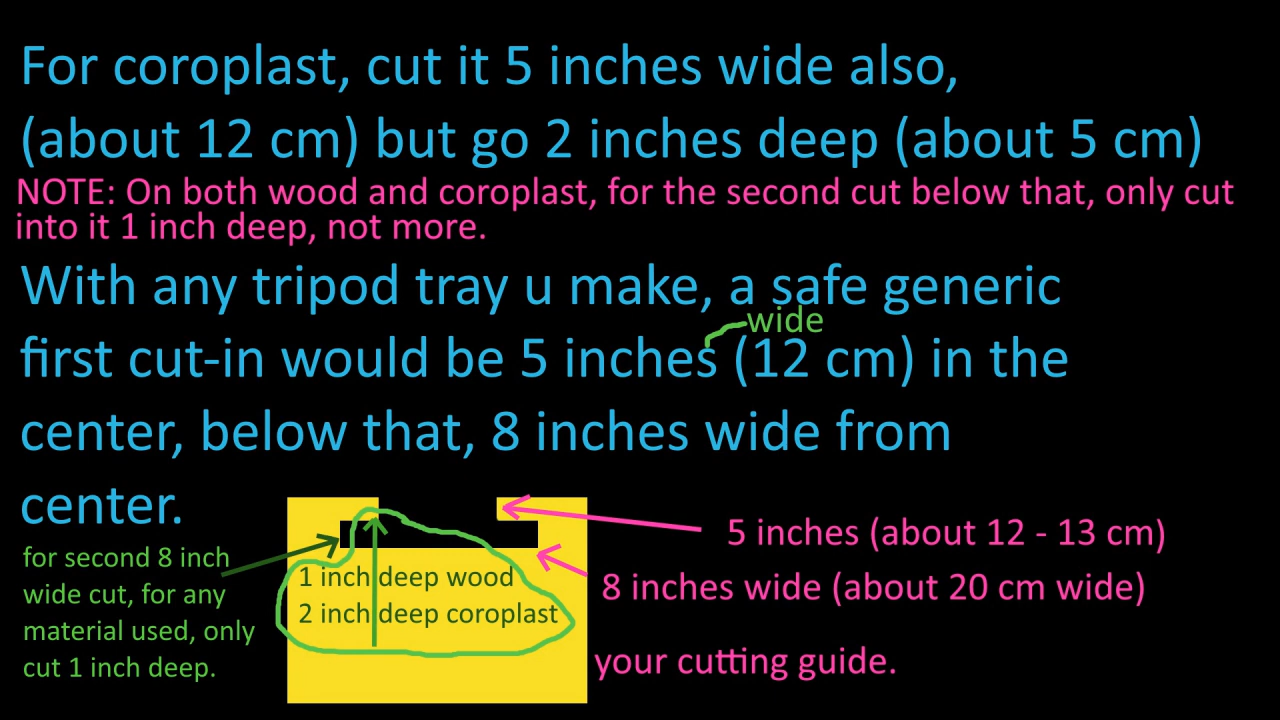 For coroplast, cut it 5 inches wide also,
(about 12 cm) but go 2 inches deep (about 5 cm)
NOTE: On both wood and coroplast, for the second cut below that, only cut
into it 1 inch deep, not more.
With any tripod tray u make, a safe generic
wide
first cut-in would be 5 inches (12 cm) in the
center, below that, 8 inches wide from
center.
5 inches (about 12 - 13 cm)
for second 8 inch
wide cut, for any
material used, only
cut 1 inch deep.
1 inch deep wood
2 inch deep coroplast
8 inches wide (about 20 cm wide)
your cutting guide.